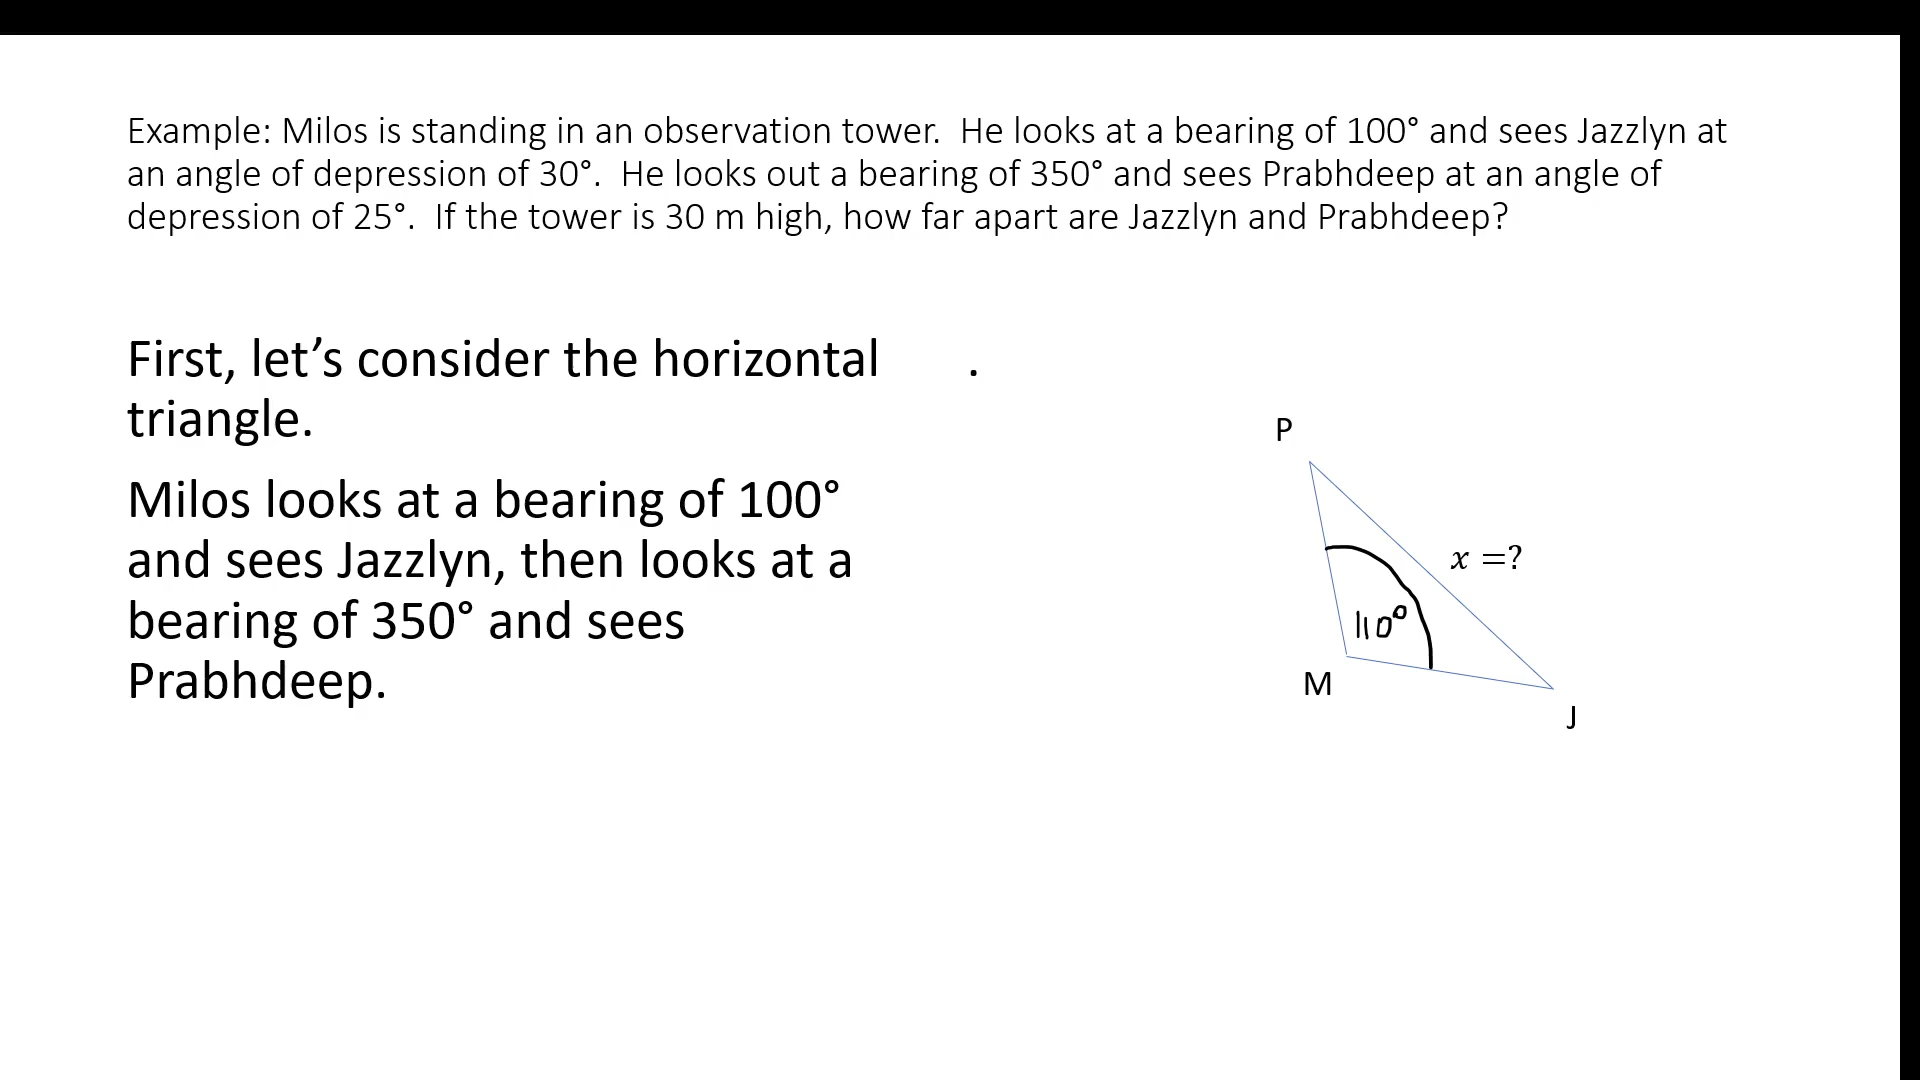 Example: Milos is standing in an observation tower.  He looks at a bearing of 100° and sees Jazzlyn at
an angle of depression of 30°.  He looks out a bearing of 350° and sees Prabhdeep at an angle of
depression of 25°.  If the tower is 30 m high, how far apart are Jazzlyn and Prabhdeep?
First, let’s consider the horizontal
triangle.
Milos looks at a bearing of 100°
and sees Jazzlyn, then looks at a
bearing of 350° and sees
Prabhdeep.
.
P
x =?
110°
M
J